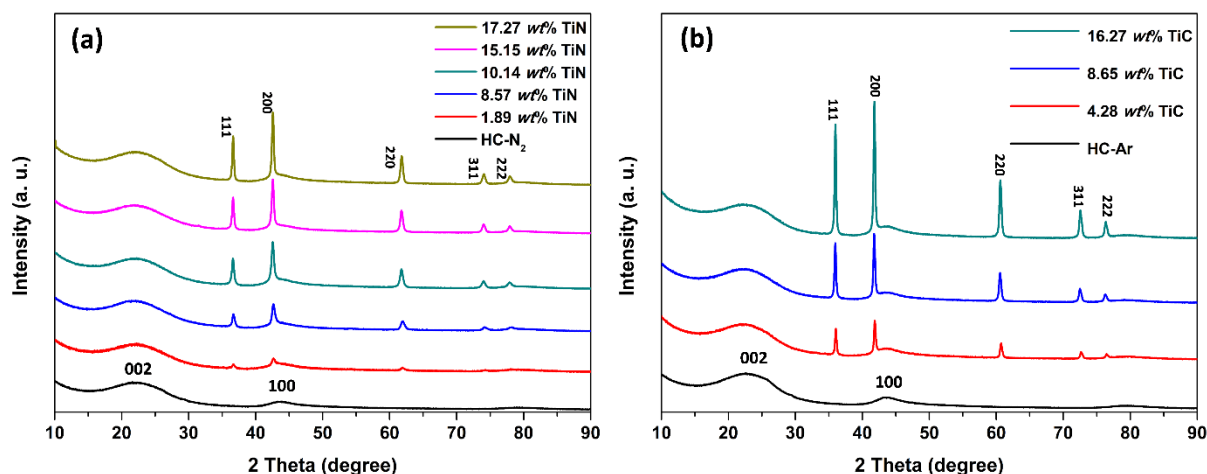 (a)
17.27 wt% TiN
15.15 wt% TiN
10.14 wt% TiN
8.57 wt% TiN
1.89 wt% TiN
HC-N₂
111
200
220
311
222
002
100
Intensity (a. u.)
10 20 30 40 50 60 70 80 90
2 Theta (degree)
(b)
16.27 wt% TiC
8.65 wt% TiC
4.28 wt% TiC
HC-Ar
111
200
220
311
222
002
100
Intensity (a. u.)
10 20 30 40 50 60 70 80 90
2 Theta (degree)